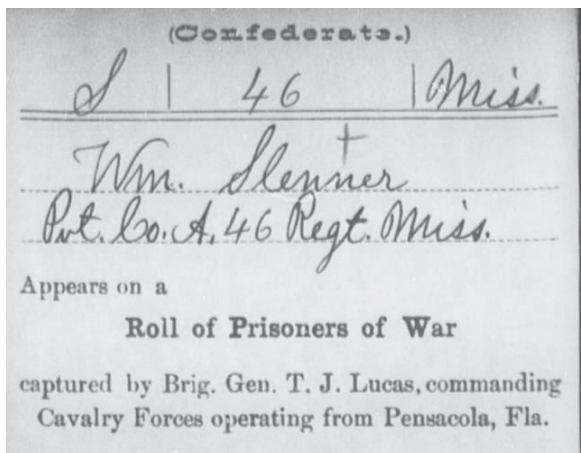 (Confederate.)
S | 46 | Miss.
Wm. Slenner +
Pvt. Co. A, 46 Regt. Miss.
Appears on a
Roll of Prisoners of War
captured by Brig. Gen. T. J. Lucas, commanding
Cavalry Forces operating from Pensacola, Fla.